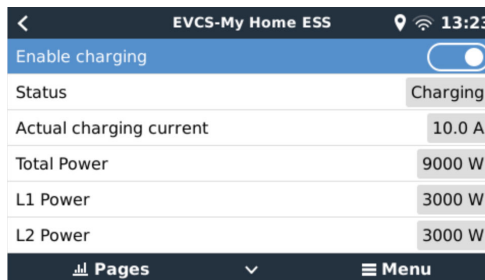 EVCS-My Home ESS 13:23
Enable charging
Status Charging
Actual charging current 10.0 A
Total Power 9000 W
L1 Power 3000 W
L2 Power 3000 W
Pages Menu